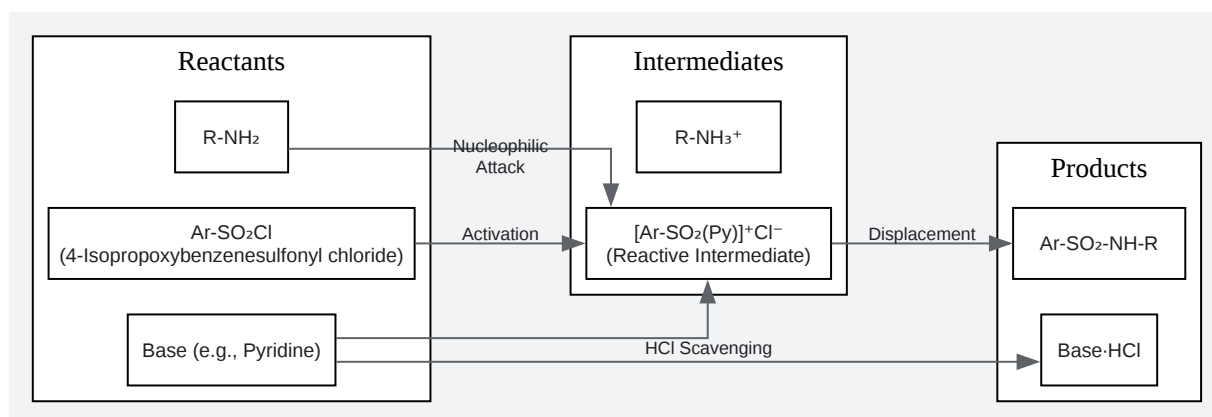 Reactants
R-NH₂
Ar-SO₂Cl
(4-Isopropoxybenzenesulfonyl chloride)
Base (e.g., Pyridine)
Nucleophilic
Attack
Activation
HCl Scavenging
Intermediates
R-NH₃⁺
[Ar-SO₂(Py)]⁺Cl⁻
(Reactive Intermediate)
Displacement
Products
Ar-SO₂-NH-R
Base·HCl